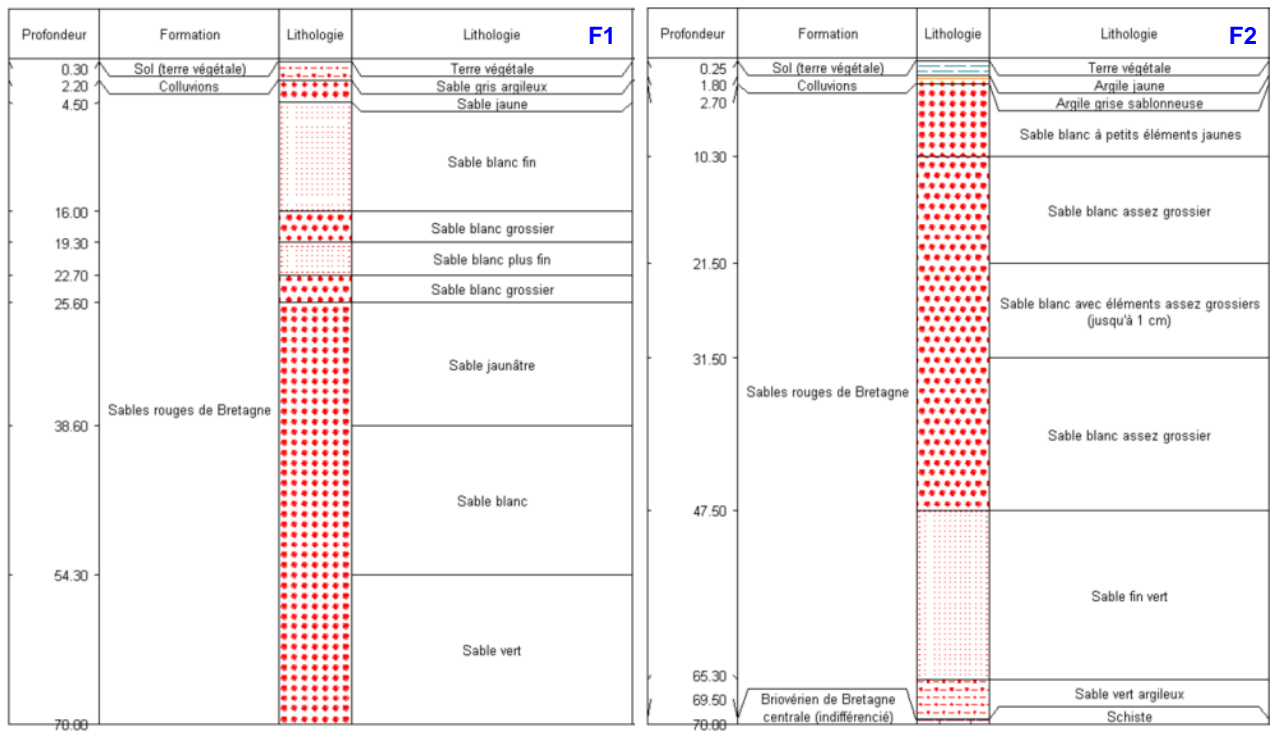 Profondeur Formation Lithologie Lithologie F1
0.30 Sol (terre végétale) Terre végétale
2.20 Colluvions Sable gris argileux
4.50 Sable jaune
Sable blanc fin
16.00
Sable blanc grossier
19.30
Sable blanc plus fin
22.70
Sable blanc grossier
25.60
Sable jaunâtre
Sables rouges de Bretagne
38.60
Sable blanc
54.30
Sable vert
70.00
Profondeur Formation Lithologie Lithologie F2
0.25 Sol (terre végétale) Terre végétale
1.80 Colluvions Argile jaune
2.70 Argile grise sablonneuse
Sable blanc à petits éléments jaunes
10.30
Sable blanc assez grossier
21.50
Sable blanc avec éléments assez grossiers
(jusqu'à 1 cm)
31.50
Sables rouges de Bretagne
Sable blanc assez grossier
47.50
Sable fin vert
65.30
69.50 Briovérien de Bretagne Sable vert argileux
centrale (indifférencié) Schiste
70.00